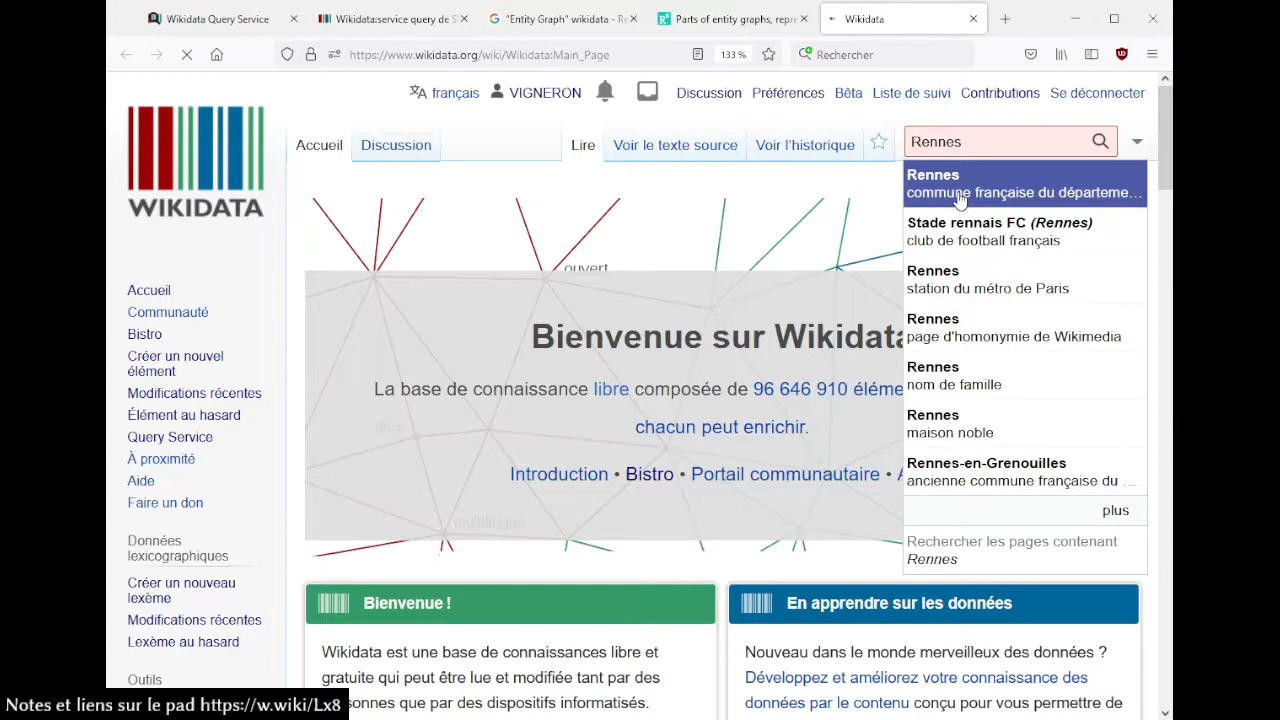 Wikidata Query Service
Wikidata:service query de S
"Entity Graph" wikidata - Re
Parts of entity graphs, repre
Wikidata
https://www.wikidata.org/wiki/Wikidata:Main_Page
133 %
Rechercher
français
VIGNERON
Discussion
Préférences
Bêta
Liste de suivi
Contributions
Se déconnecter
Accueil
Discussion
Lire
Voir le texte source
Voir l'historique
Rennes
WIKIDATA
Rennes
commune française du départeme…
Stade rennais FC (Rennes)
club de football français
Rennes
station du métro de Paris
Rennes
page d'homonymie de Wikimedia
Rennes
nom de famille
Rennes
maison noble
Rennes-en-Grenouilles
ancienne commune française du …
plus
Rechercher les pages contenant
Rennes
Accueil
Communauté
Bistro
Créer un nouvel
élément
Modifications récentes
Élément au hasard
Query Service
À proximité
Aide
Faire un don
Données
lexicographiques
Créer un nouveau
lexème
Modifications récentes
Lexème au hasard
Outils
ouvert
Bienvenue sur Wikidata
La base de connaissance libre composée de 96 646 910 éléme
chacun peut enrichir.
libre
Introduction • Bistro • Portail communautaire • A
multilingue
Bienvenue !
Wikidata est une base de connaissances libre et
gratuite qui peut être lue et modifiée tant par des
rsonnes que par des dispositifs informatisés.
En apprendre sur les données
Nouveau dans le monde merveilleux des données ?
Développez et améliorez votre connaissance des
données par le contenu conçu pour vous permettre de
Notes et liens sur le pad https://w.wiki/Lx8